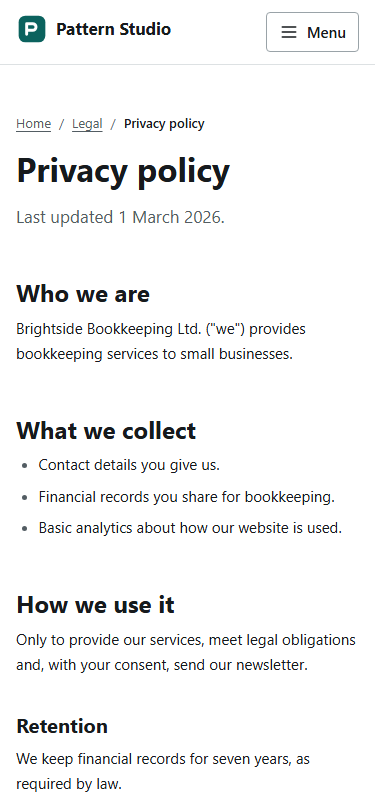 Pattern Studio
Menu
Home / Legal / Privacy policy
Privacy policy
Last updated 1 March 2026.
Who we are
Brightside Bookkeeping Ltd. ("we") provides
bookkeeping services to small businesses.
What we collect
• Contact details you give us.
• Financial records you share for bookkeeping.
• Basic analytics about how our website is used.
How we use it
Only to provide our services, meet legal obligations
and, with your consent, send our newsletter.
Retention
We keep financial records for seven years, as
required by law.